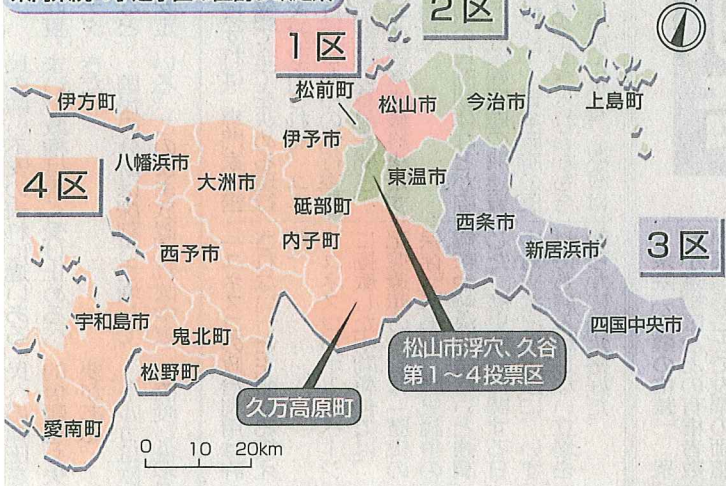 2区
1区
松前町
松山市
今治市
上島町
伊方町
伊予市
八幡浜市
大洲市
東温市
4区
砥部町
西条市
内子町
新居浜市
3区
西予市
宇和島市
鬼北町
四国中央市
松野町
松山市浮穴、久谷
第1～4投票区
久万高原町
愛南町
0 10 20km